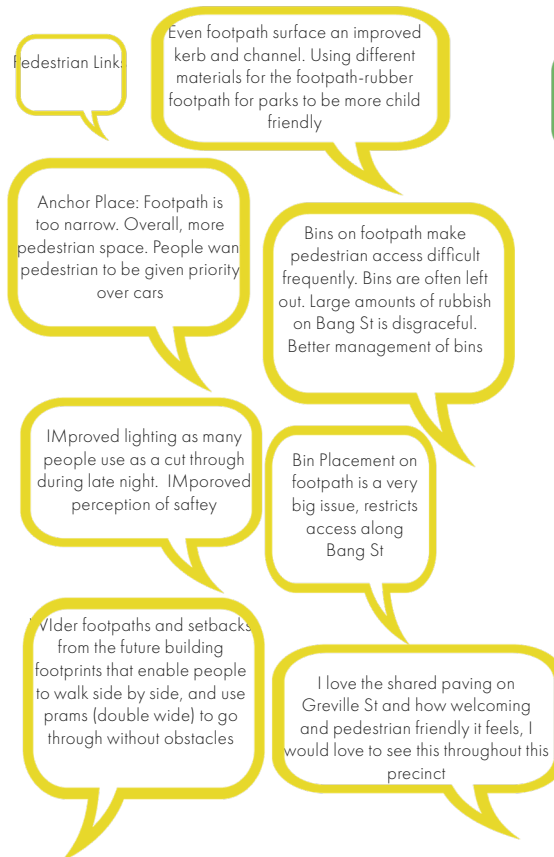 Pedestrian Links
Even footpath surface an improved
kerb and channel. Using different
materials for the footpath-rubber
footpath for parks to be more child
friendly
Anchor Place: Footpath is
too narrow. Overall, more
pedestrian space. People wan
pedestrian to be given priority
over cars
Bins on footpath make
pedestrian access difficult
frequently. Bins are often left
out. Large amounts of rubbish
on Bang St is disgraceful.
Better management of bins
IMproved lighting as many
people use as a cut through
during late night.  IMporoved
perception of saftey
Bin Placement on
footpath is a very
big issue, restricts
access along
Bang St
WIder footpaths and setbacks
from the future building
footprints that enable people
to walk side by side, and use
prams (double wide) to go
through without obstacles
I love the shared paving on
Greville St and how welcoming
and pedestrian friendly it feels, I
would love to see this throughout this
precinct